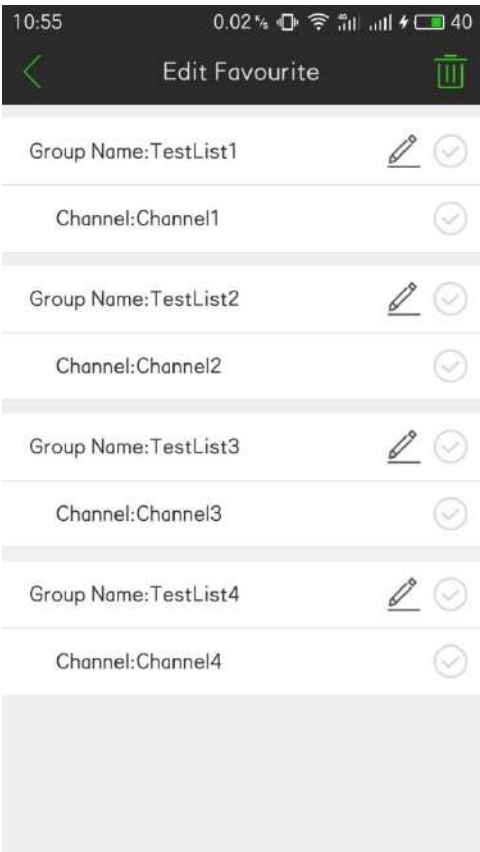 10:55 0.02 K/s 40
Edit Favourite
Group Name:TestList1
Channel:Channel1
Group Name:TestList2
Channel:Channel2
Group Name:TestList3
Channel:Channel3
Group Name:TestList4
Channel:Channel4